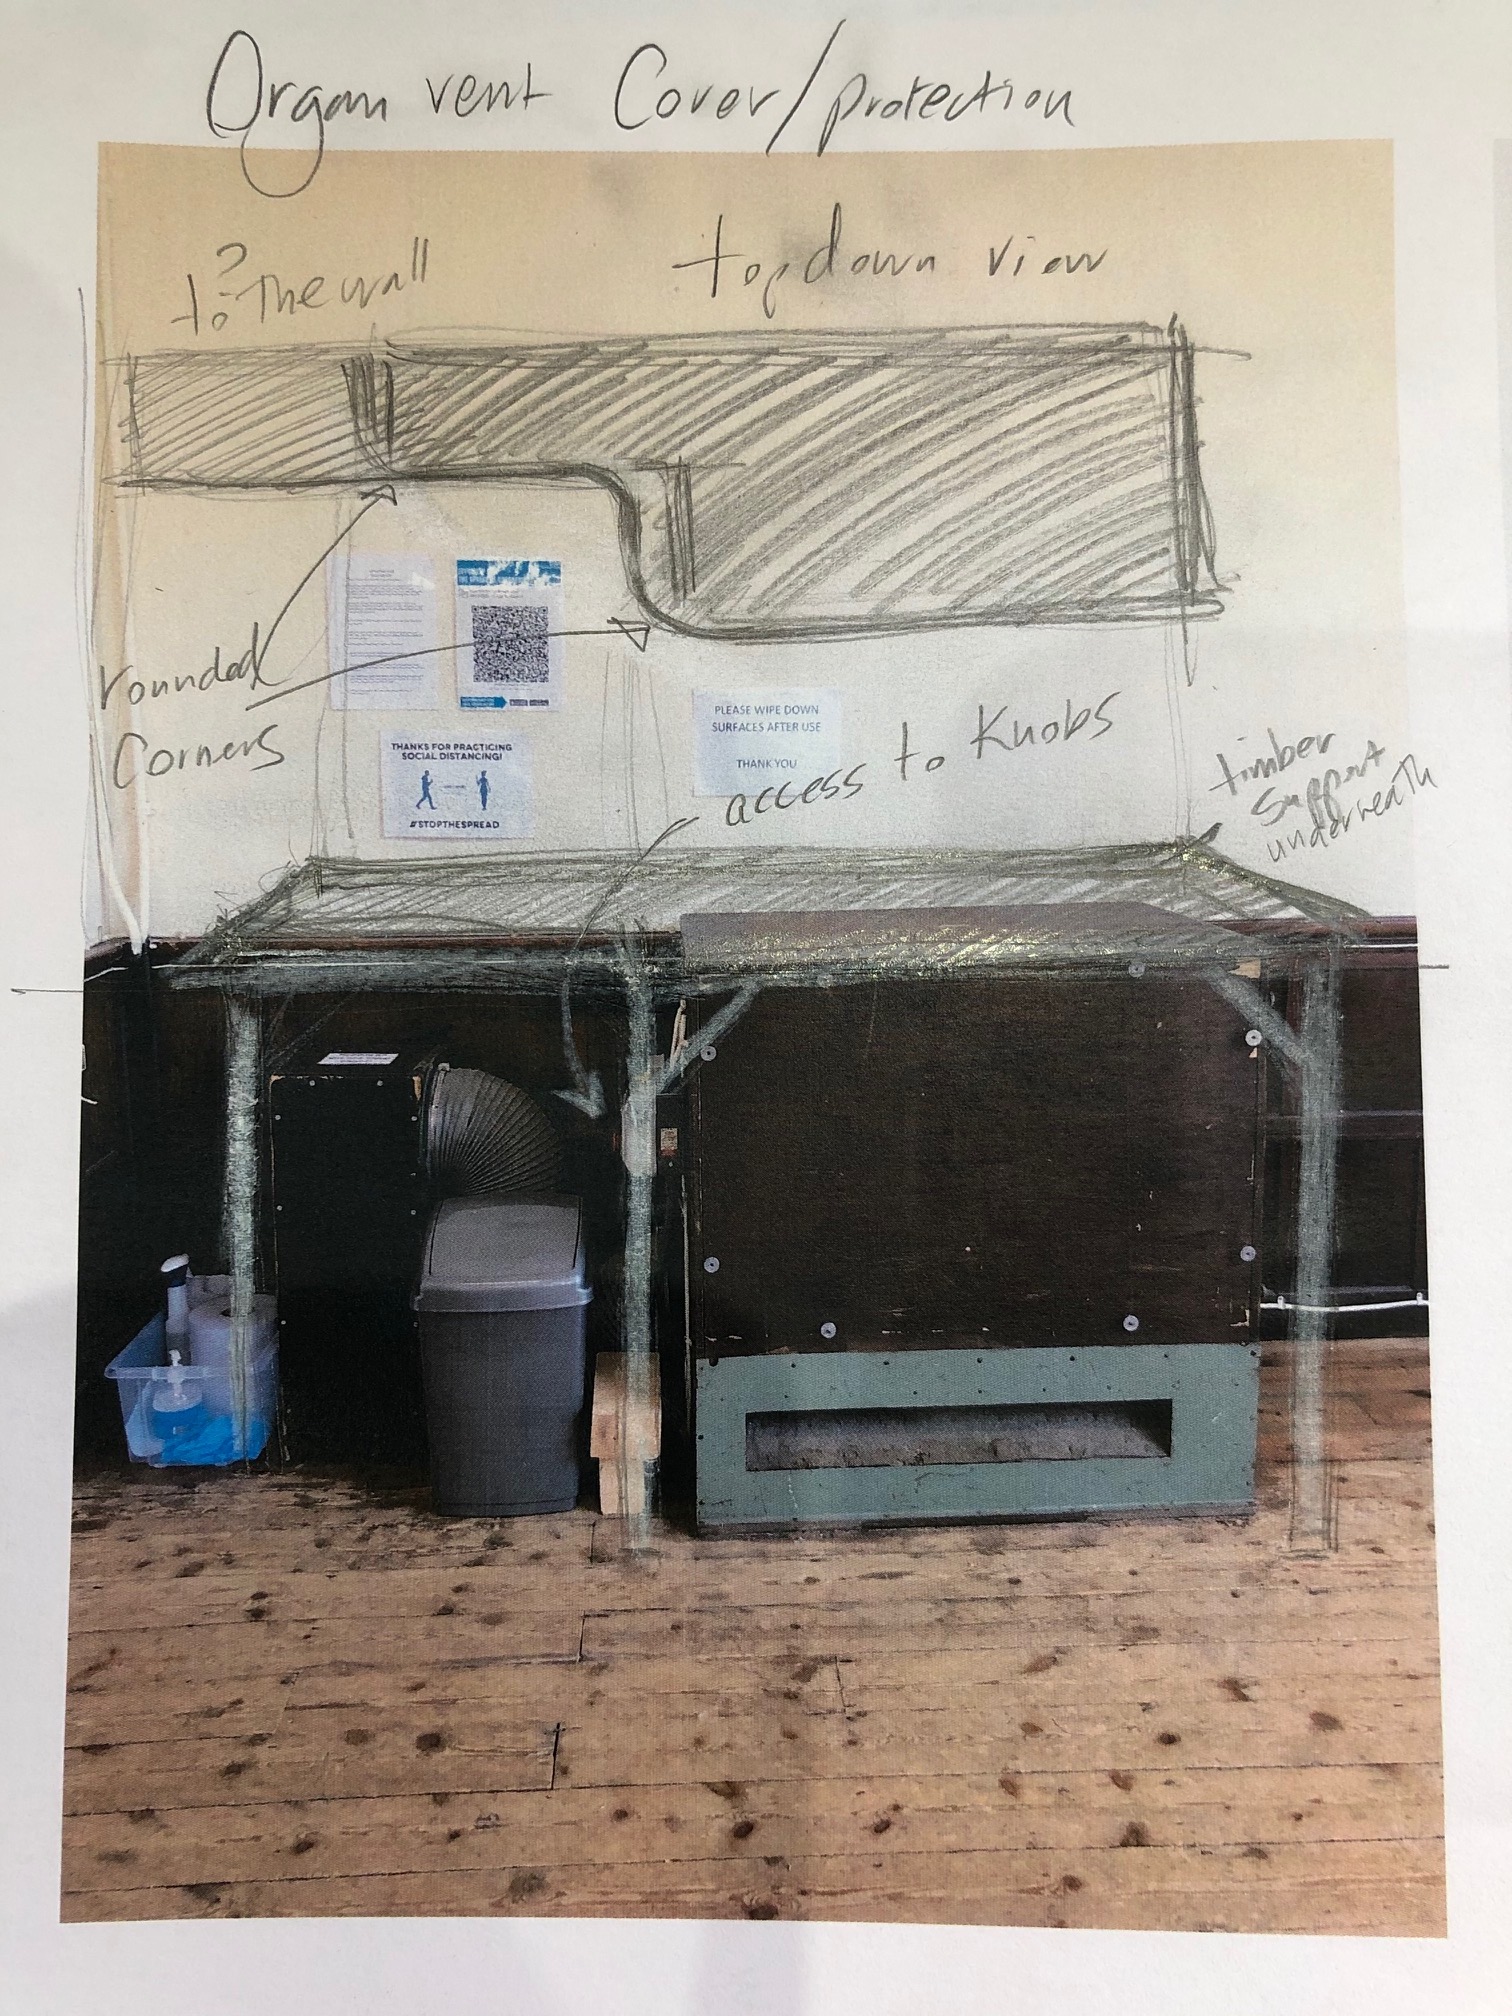 Organ vent Cover/protection
?
to the wall
top down view
rounded
Corners
PLEASE WIPE DOWN
SURFACES AFTER USE
THANK YOU
THANKS FOR PRACTICING
SOCIAL DISTANCING!
#STOPTHESPREAD
access to Knobs
timber
support
underneath